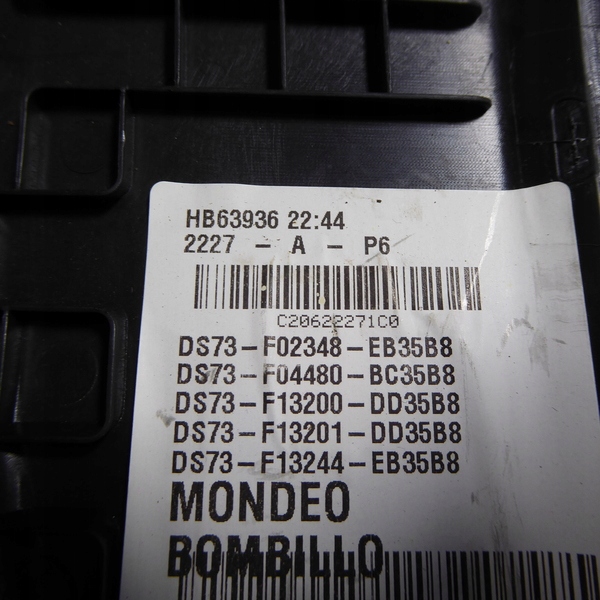 HB63936 22:44
2227 - A - P6
C20622271C0
DS73-F02348-EB35B8
DS73-F04480-BC35B8
DS73-F13200-DD35B8
DS73-F13201-DD35B8
DS73-F13244-EB35B8
MONDEO
BOMBILLO